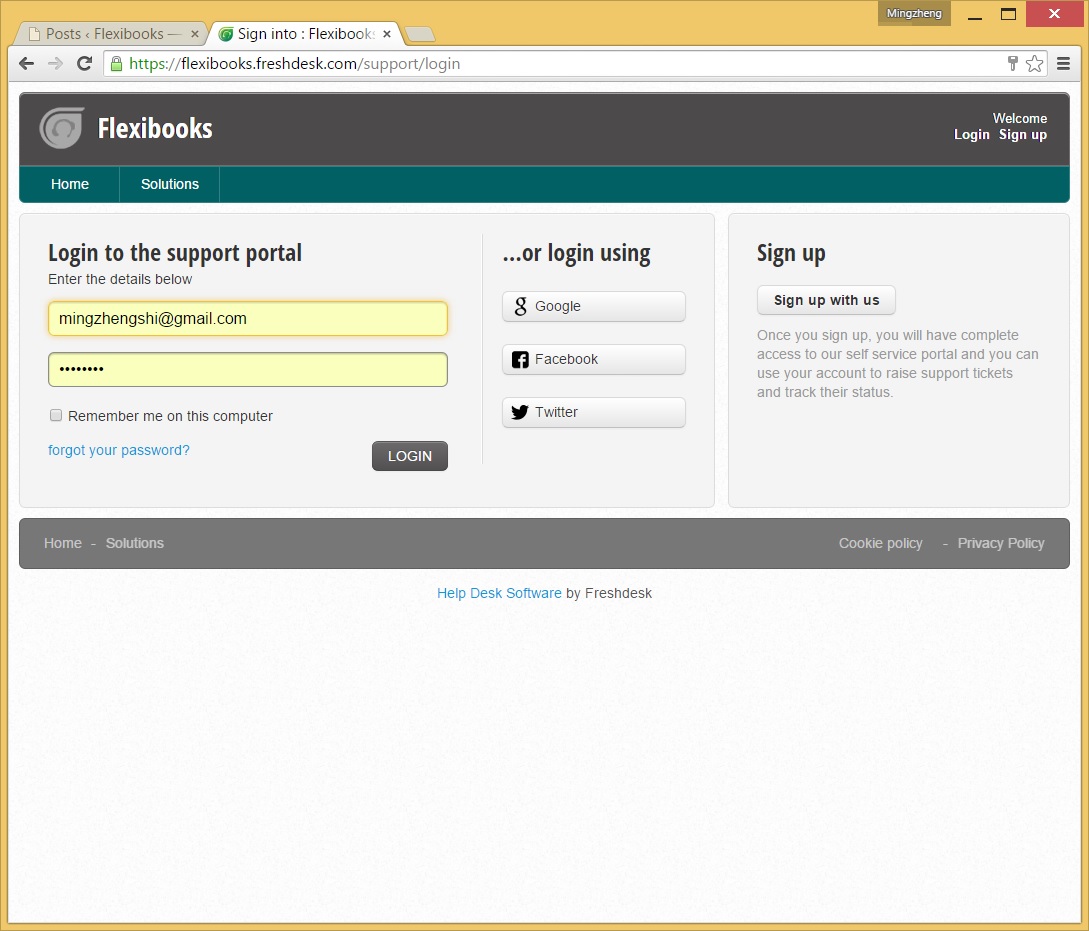 Mingzheng
Posts ‹ Flexibooks —
Sign into : Flexibooks
https://flexibooks.freshdesk.com/support/login
Flexibooks
Welcome
Login Sign up
Home Solutions
Login to the support portal
Enter the details below
mingzhengshi@gmail.com
••••••••
Remember me on this computer
forgot your password?
LOGIN
...or login using
Google
Facebook
Twitter
Sign up
Sign up with us
Once you sign up, you will have complete
access to our self service portal and you can
use your account to raise support tickets
and track their status.
Home - Solutions
Cookie policy - Privacy Policy
Help Desk Software by Freshdesk